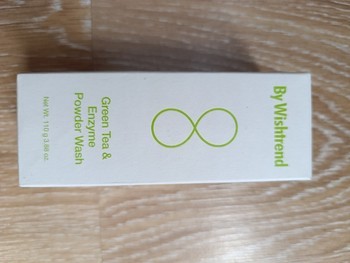 By Wishtrend
Green Tea &
Enzyme
Powder Wash
Net Wt. 110 g 3.88 oz.